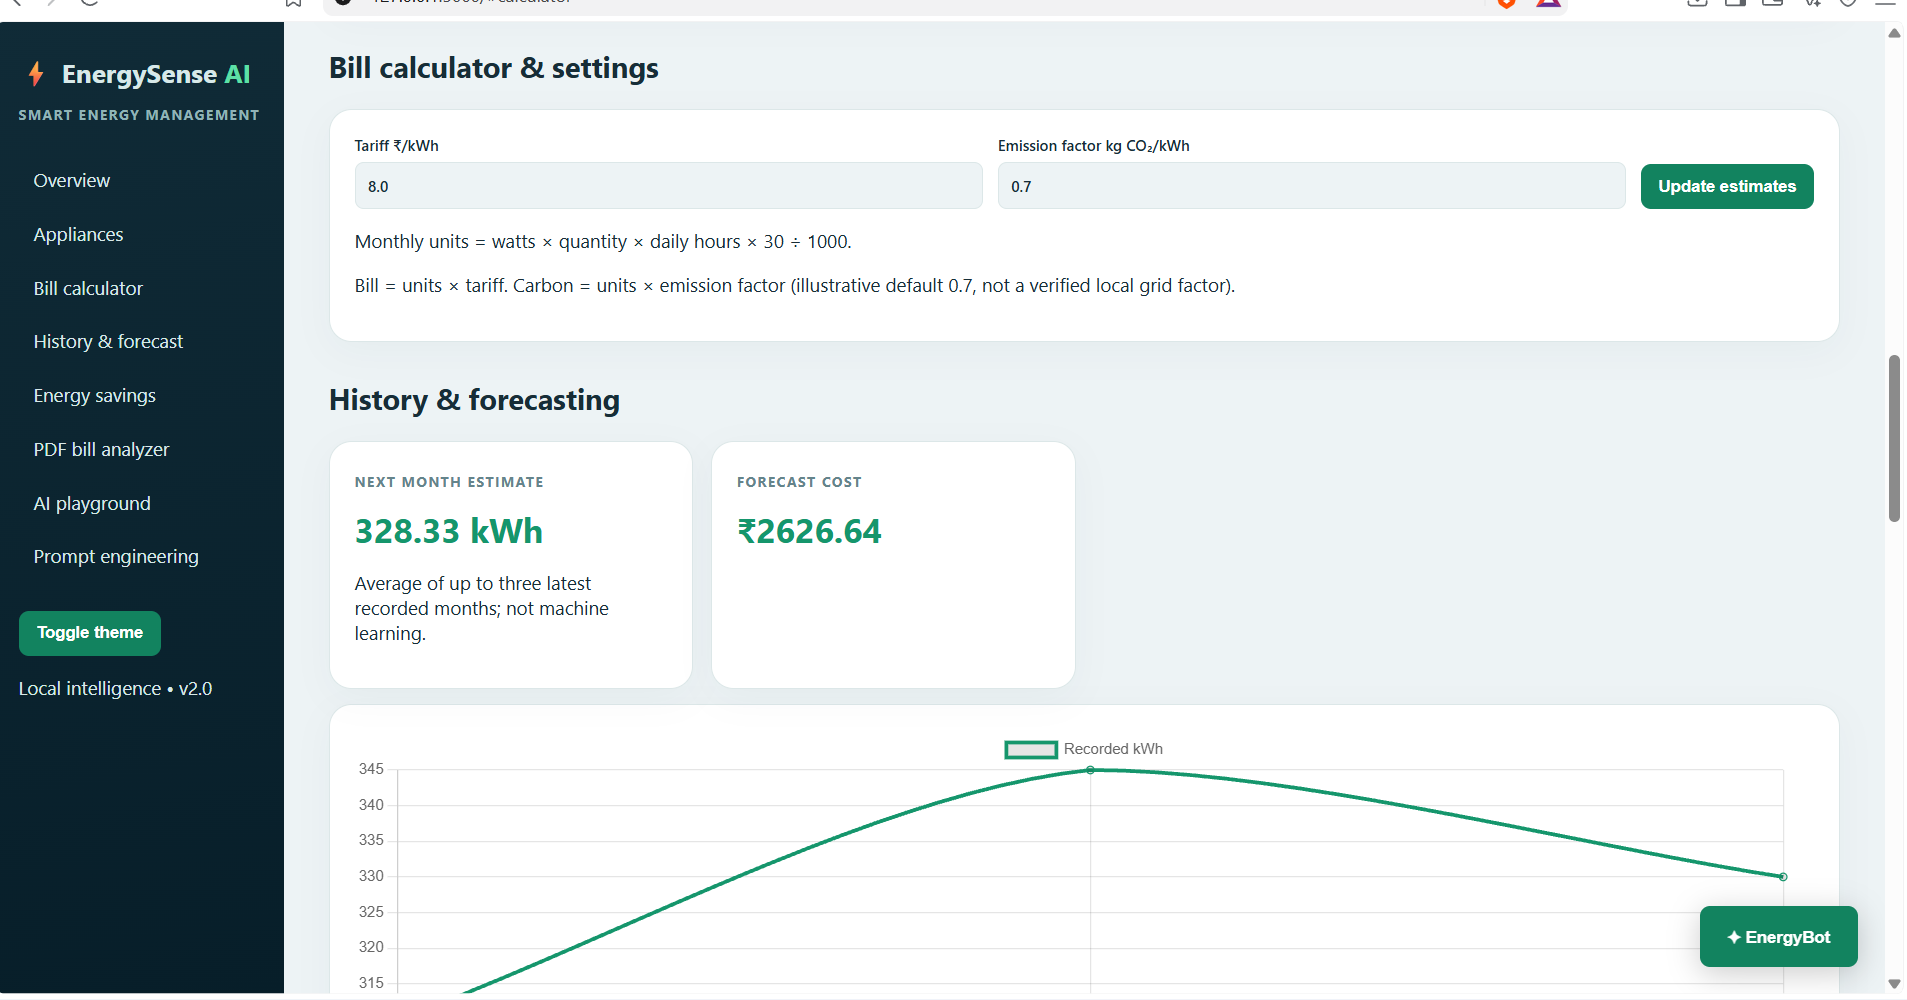 EnergySense AI
SMART ENERGY MANAGEMENT
Overview
Appliances
Bill calculator
History & forecast
Energy savings
PDF bill analyzer
AI playground
Prompt engineering
Toggle theme
Local intelligence • v2.0
Bill calculator & settings
Tariff ₹/kWh
8.0
Emission factor kg CO₂/kWh
0.7
Update estimates
Monthly units = watts × quantity × daily hours × 30 ÷ 1000.
Bill = units × tariff. Carbon = units × emission factor (illustrative default 0.7, not a verified local grid factor).
History & forecasting
NEXT MONTH ESTIMATE
328.33 kWh
Average of up to three latest
recorded months; not machine
learning.
FORECAST COST
₹2626.64
Recorded kWh
345
340
335
330
325
320
315
✦ EnergyBot